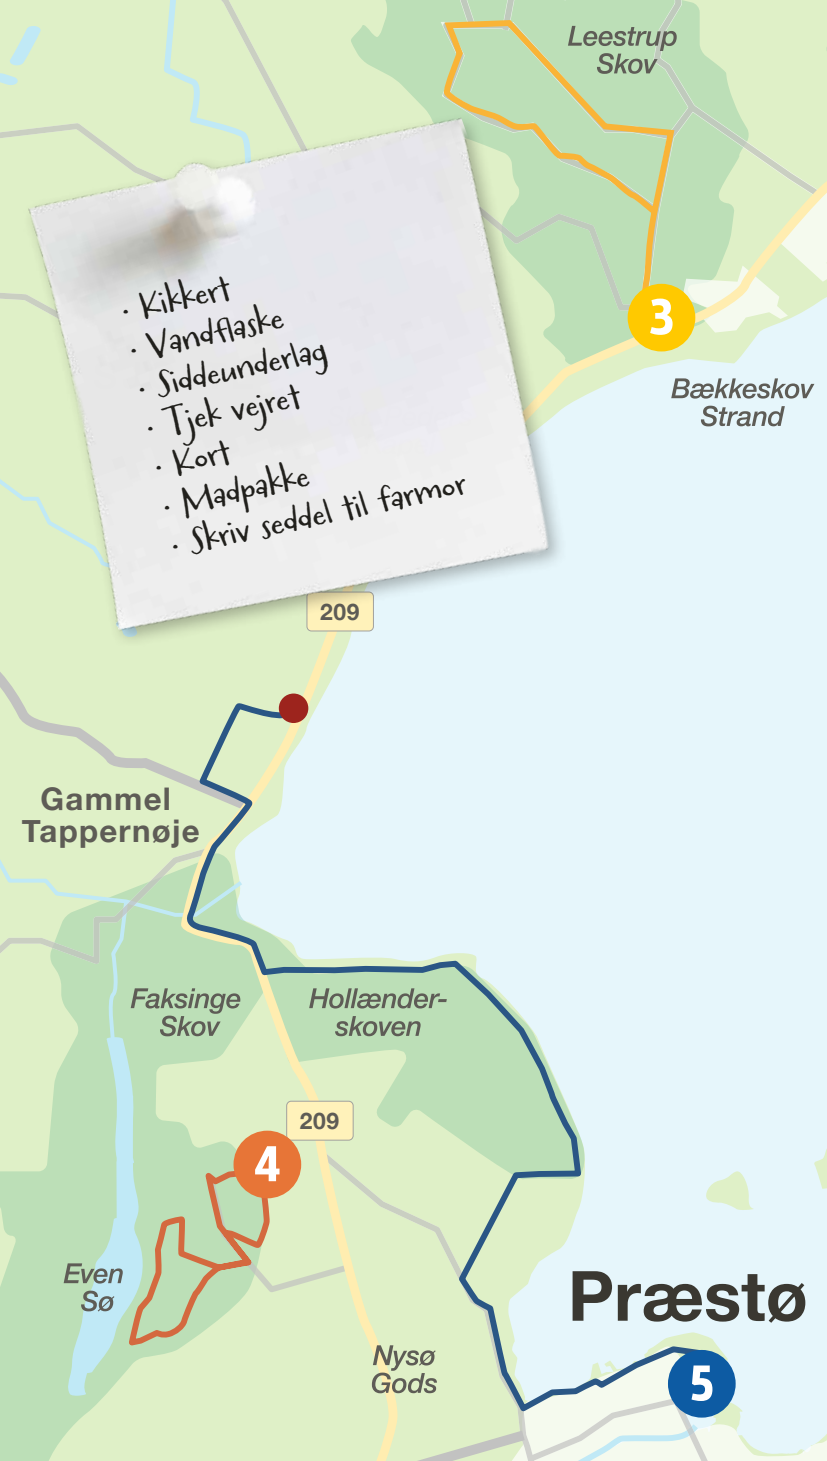 Leestrup
Skov
· Kikkert
· Vandflaske
· Siddeunderlag
· Tjek vejret
· Kort
· Madpakke
· Skriv seddel til farmor
3
Bækkeskov
Strand
209
Gammel
Tappernøje
Faksinge
Skov
Hollænder-
skoven
209
4
Even
Sø
Præstø
Nysø
Gods
5